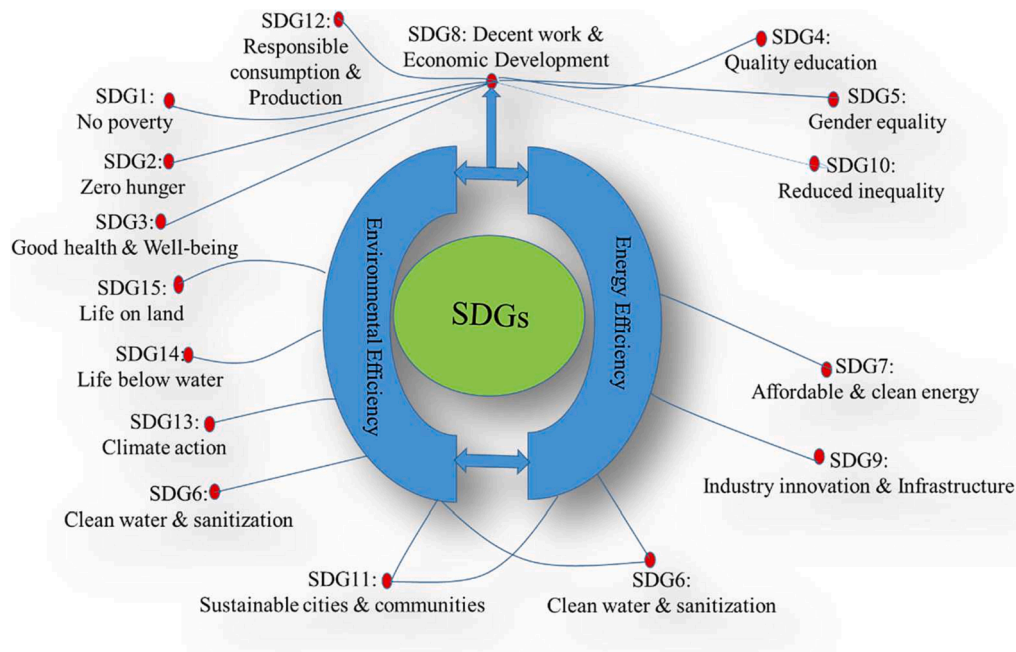 SDG12:
Responsible
consumption &
Production
SDG8: Decent work &
Economic Development
SDG4:
Quality education
SDG1:
No poverty
SDG5:
Gender equality
SDG2:
Zero hunger
SDG10:
Reduced inequality
SDG3:
Good health & Well-being
Environmental Efficiency
Energy Efficiency
SDGs
SDG15:
Life on land
SDG14:
Life below water
SDG7:
Affordable & clean energy
SDG13:
Climate action
SDG9:
Industry innovation & Infrastructure
SDG6:
Clean water & sanitization
SDG11:
Sustainable cities & communities
SDG6:
Clean water & sanitization